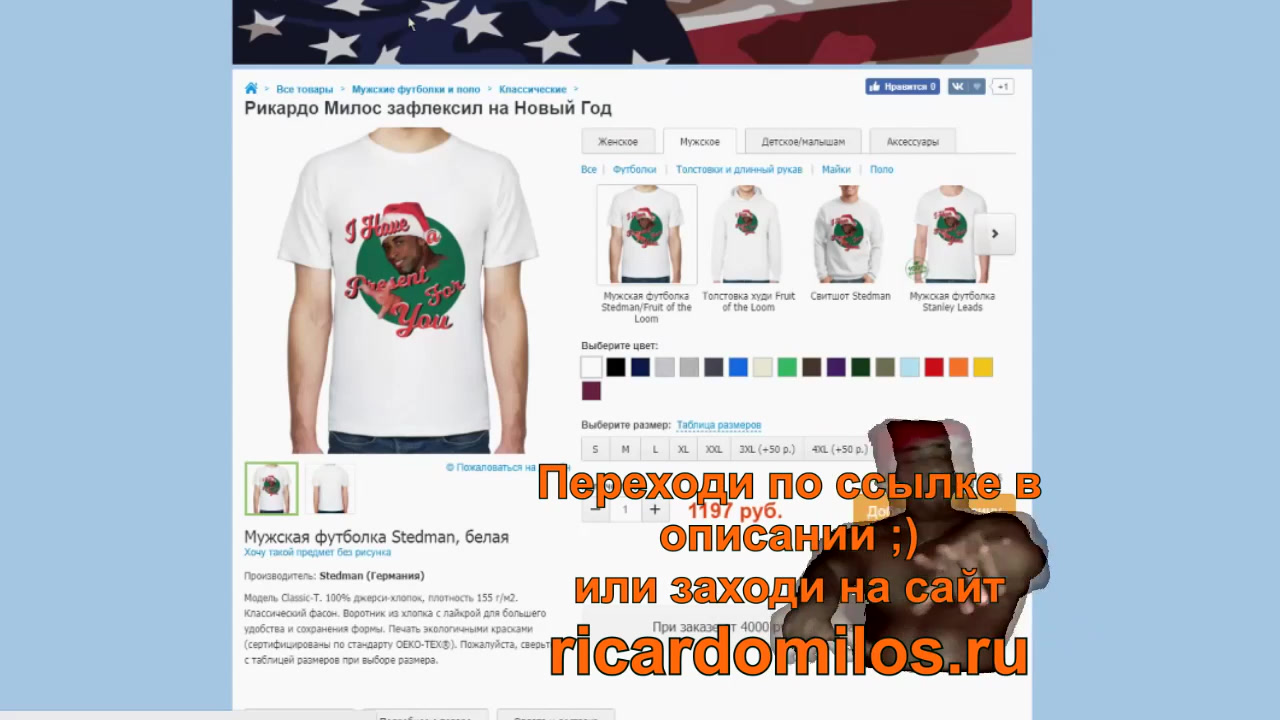 Все товары > Мужские футболки и поло > Классические >
Нравится 0
+1
Рикардо Милос зафлексил на Новый Год
Женское
Мужское
Детское/малышам
Аксессуары
Все | Футболки | Толстовки и длинный рукав | Майки | Поло
I Have a
Present For
You
Мужская футболка
Stedman/Fruit of the
Loom
Толстовка худи Fruit
of the Loom
Свитшот Stedman
Мужская футболка
Stanley Leads
Выберите цвет:
Выберите размер: Таблица размеров
S M L XL XXL 3XL (+50 р.) 4XL (+50 р.)
© Пожаловаться на
− 1 +
1197 руб.
Переходи по ссылке в
описании ;)
или заходи на сайт
ricardomilos.ru
При заказе от 4000 р
Мужская футболка Stedman, белая
Хочу такой предмет без рисунка
Производитель: Stedman (Германия)
Модель Classic-T. 100% джерси-хлопок, плотность 155 г/м2.
Классический фасон. Воротник из хлопка с лайкрой для большего
удобства и сохранения формы. Печать экологичными красками
(сертифицированы по стандарту OEKO-TEX®). Пожалуйста, сверьт
с таблицей размеров при выборе размера.